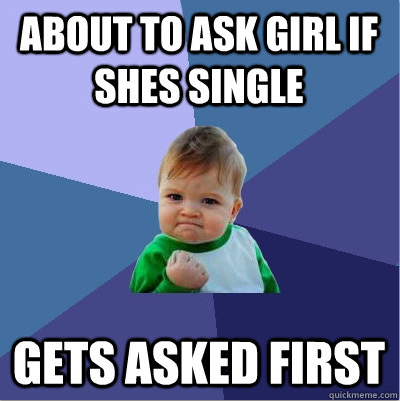 ABOUT TO ASK GIRL IF
SHES SINGLE
GETS ASKED FIRST
quickmeme.com